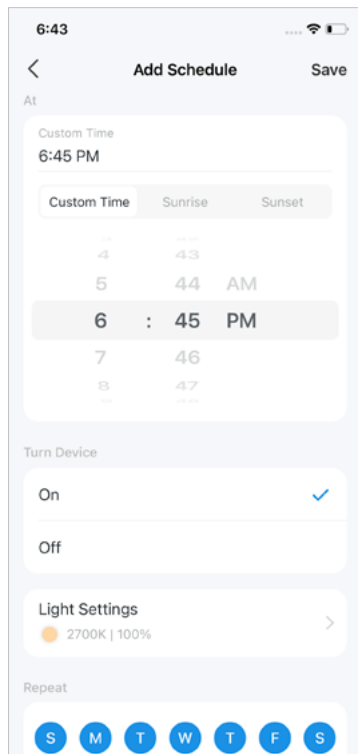 6:43
Add Schedule Save
At
Custom Time
6:45 PM
Custom Time Sunrise Sunset
4 43
5 44 AM
6 : 45 PM
7 46
8 47
Turn Device
On
Off
Light Settings
2700K | 100%
Repeat
S M T W T F S